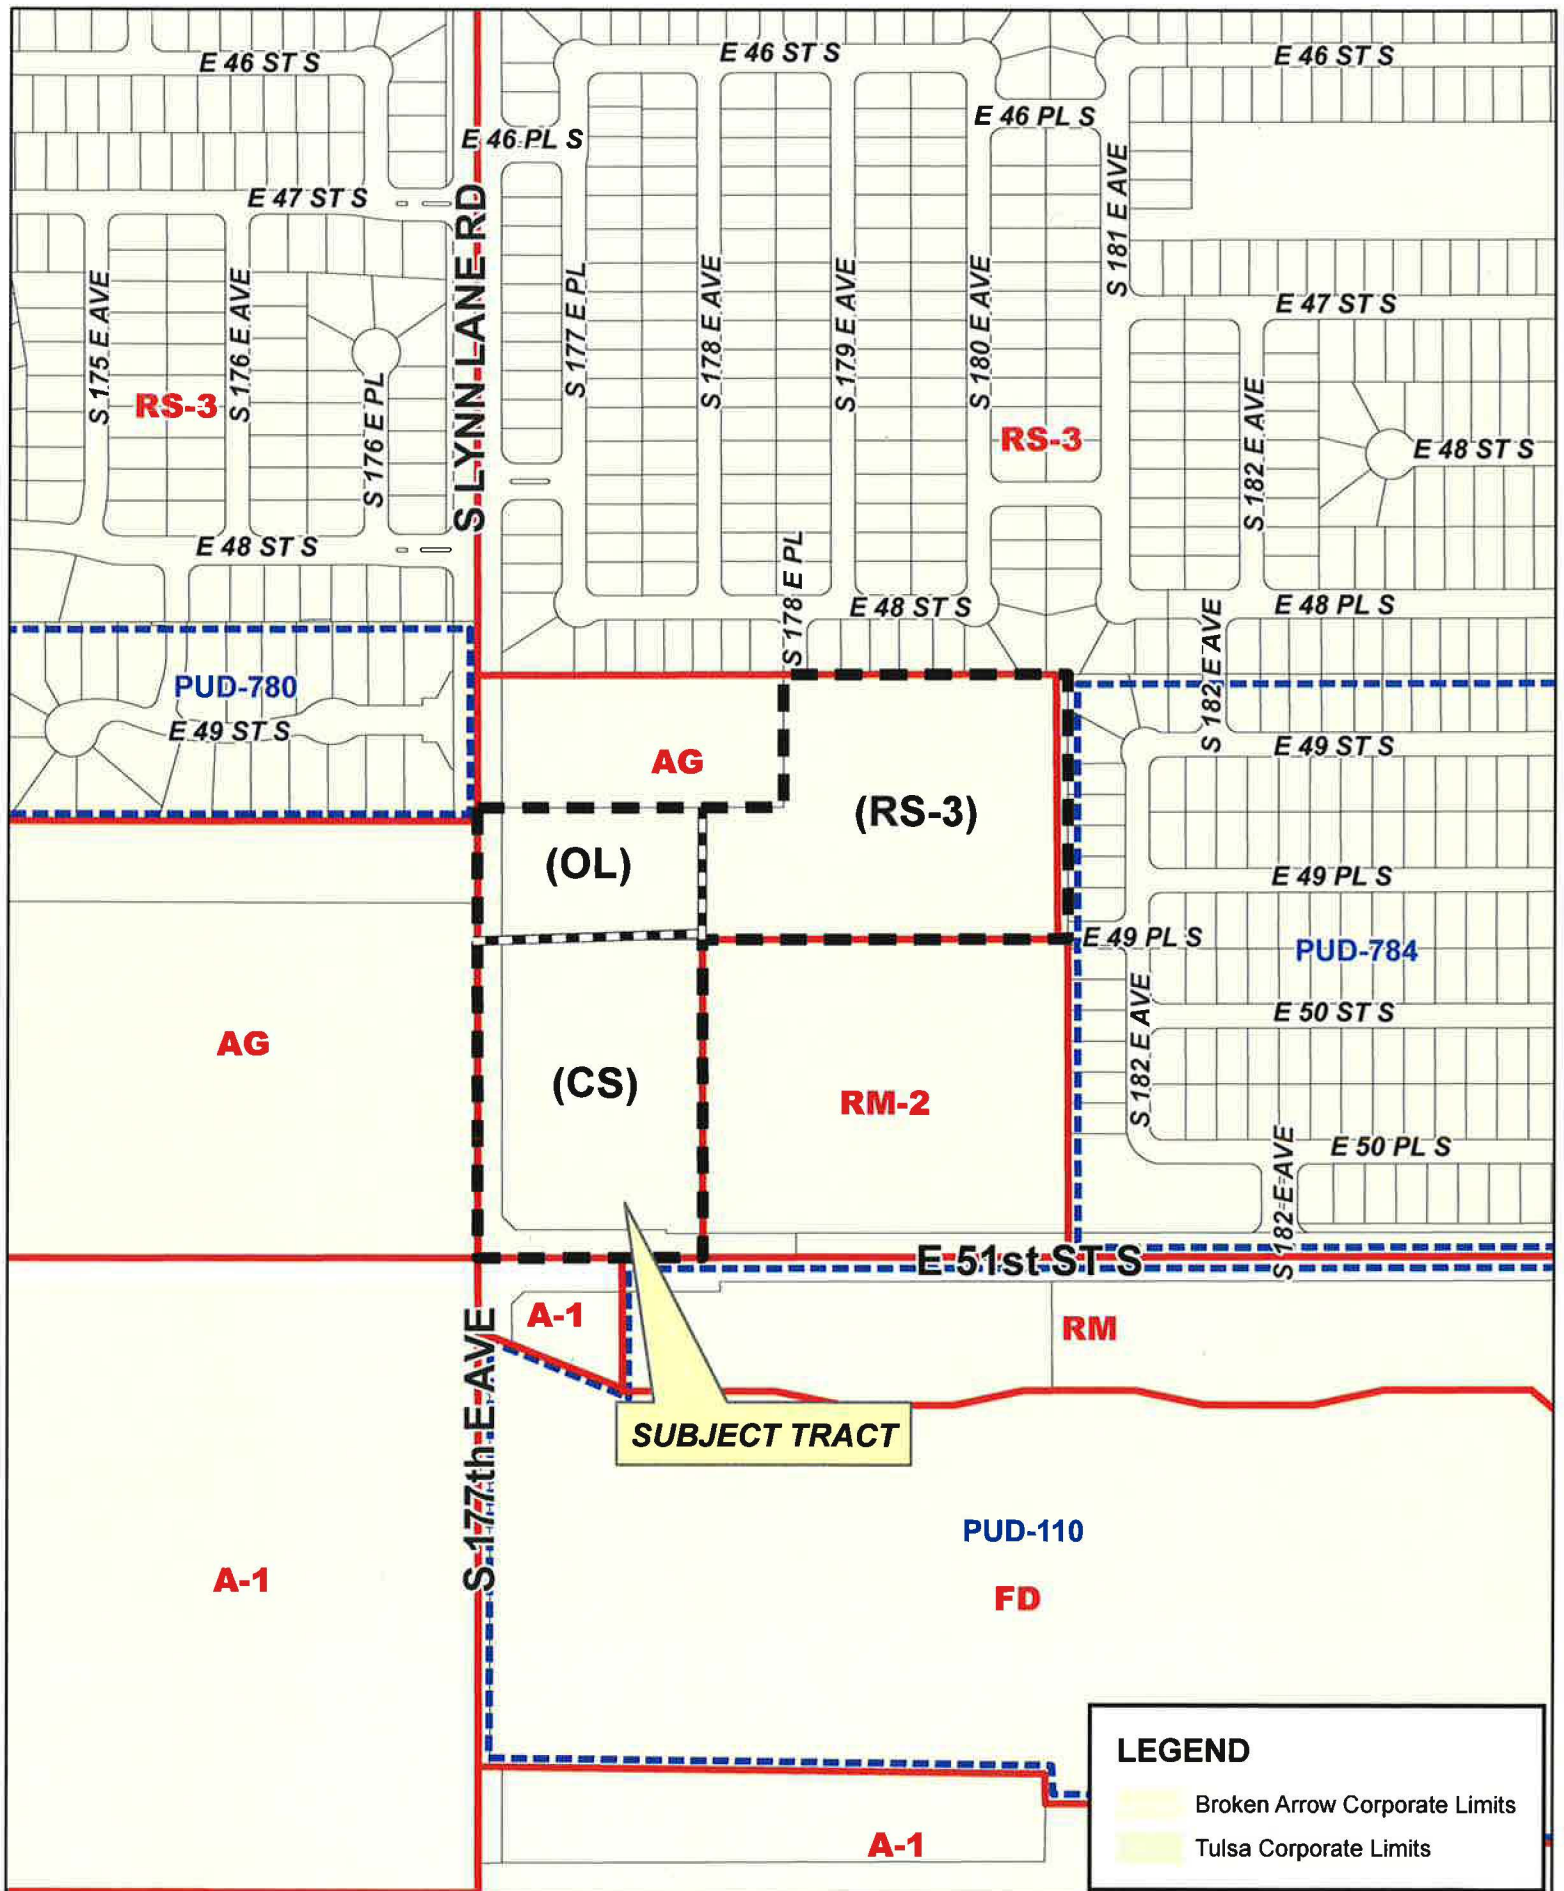 E 46 ST S
E 46 ST S
E 46 ST S
E 46 PL S
E 46 PL S
E 47 ST S
S LYNN LANE RD
S 181 E AVE
S 175 E AVE
S 176 E AVE
S 177 E PL
S 178 E AVE
S 179 E AVE
S 180 E AVE
E 47 ST S
RS-3
S 176 E PL
RS-3
S 182 E AVE
E 48 ST S
E 48 ST S
S 178 E PL
E 48 ST S
E 48 PL S
S 182 E AVE
PUD-780
E 49 ST S
E 49 ST S
AG
(RS-3)
(OL)
E 49 PL S
E 49 PL S
PUD-784
E 50 ST S
AG
(CS)
RM-2
S 182 E AVE
E 50 PL S
S 182 E AVE
E 51st ST S
A-1
RM
S 177th E AVE
SUBJECT TRACT
PUD-110
A-1
FD
LEGEND
Broken Arrow Corporate Limits
Tulsa Corporate Limits
A-1